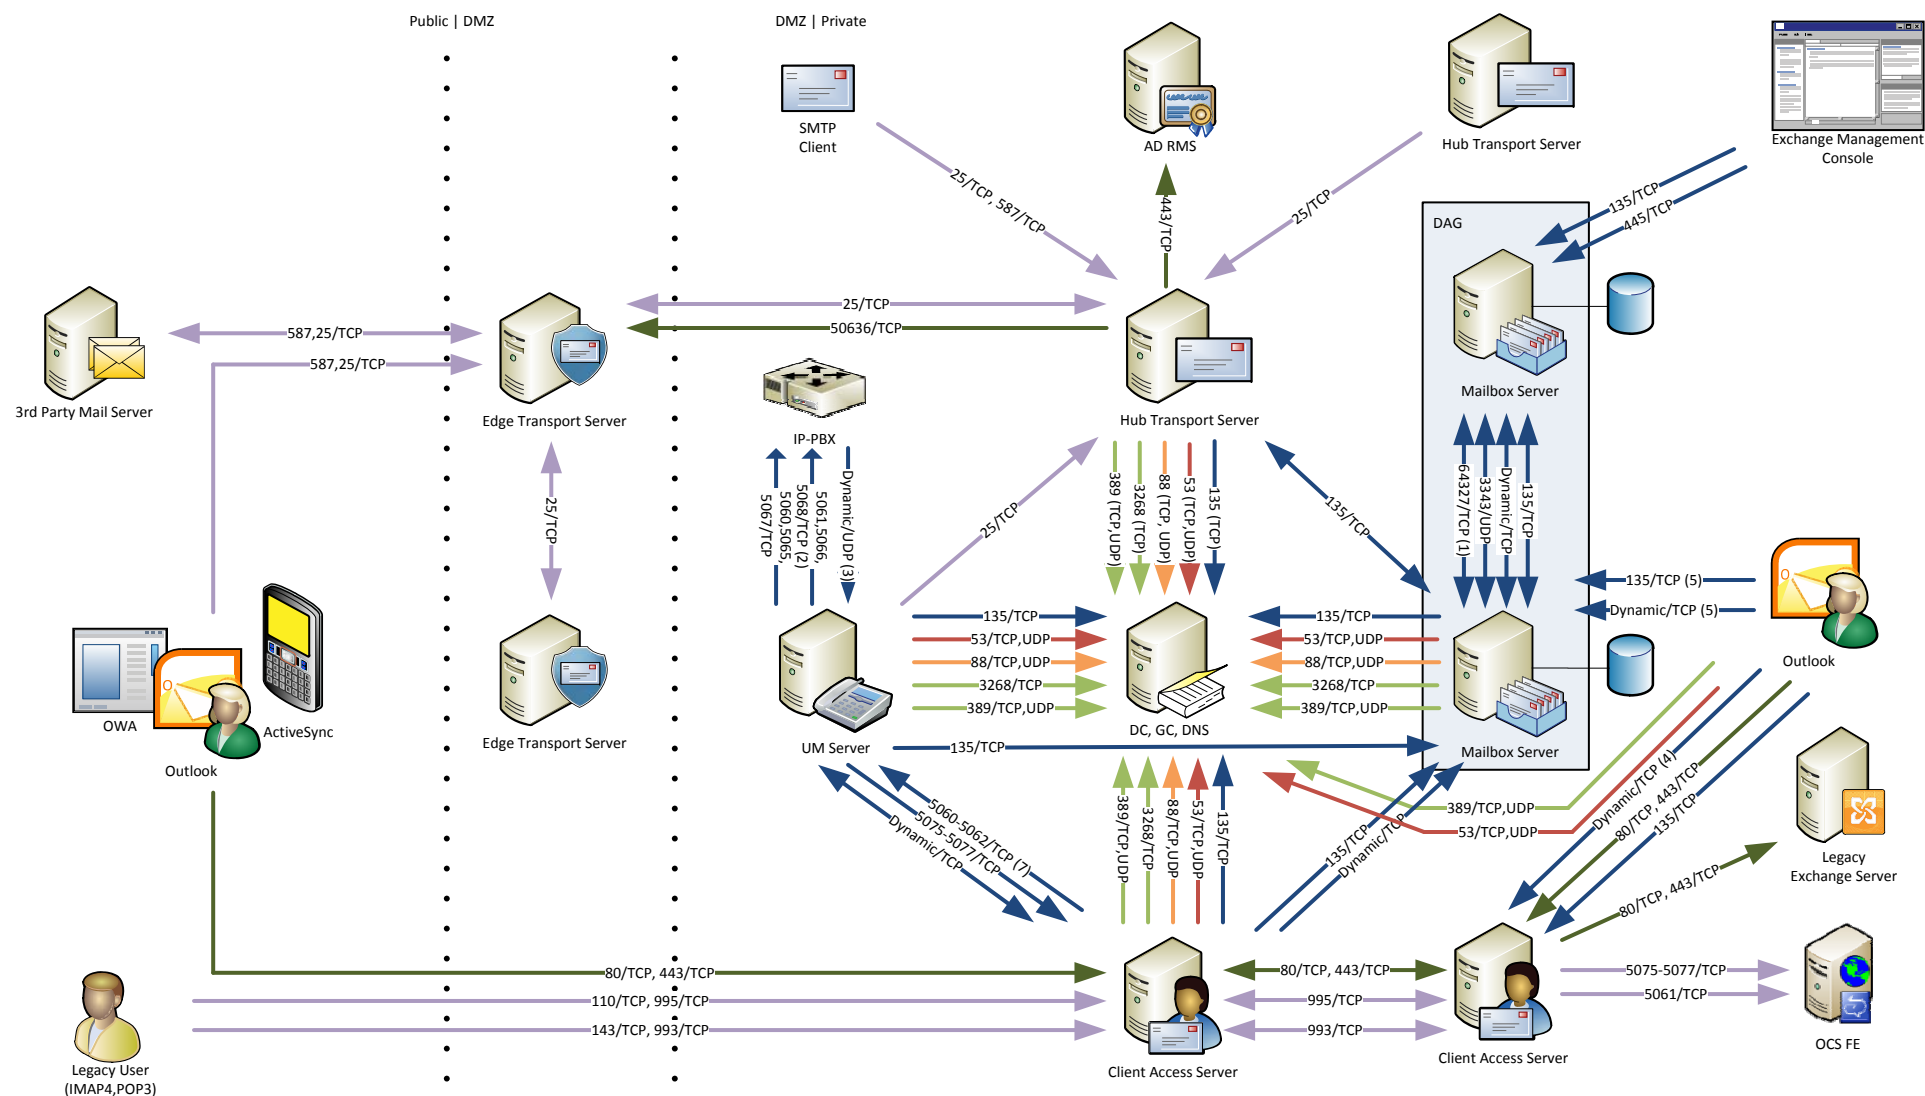 Public | DMZ
DMZ | Private
SMTP
Client
AD RMS
Hub Transport Server
Exchange Management
Console
25/TCP, 587/TCP
443/TCP
25/TCP
135/TCP
445/TCP
DAG
25/TCP
50636/TCP
587,25/TCP
587,25/TCP
3rd Party Mail Server
Edge Transport Server
IP-PBX
Hub Transport Server
Mailbox Server
25/TCP
5067/TCP
5060,5065,
5068/TCP (2)
5061,5066,
Dynamic/UDP (3)
25/TCP
389 (TCP,UDP)
3268 (TCP)
88 (TCP, UDP)
53 (TCP,UDP)
135 (TCP)
135/TCP
64327/TCP (1)
3343/UDP
Dynamic/TCP
135/TCP
135/TCP (5)
Dynamic/TCP (5)
Outlook
135/TCP
53/TCP,UDP
88/TCP,UDP
3268/TCP
389/TCP,UDP
135/TCP
53/TCP,UDP
88/TCP,UDP
3268/TCP
389/TCP,UDP
OWA
ActiveSync
Outlook
Edge Transport Server
UM Server
DC, GC, DNS
Mailbox Server
135/TCP
5060-5062/TCP (7)
5075-5077/TCP
Dynamic/TCP
389/TCP,UDP
3268/TCP
88/TCP,UDP
53/TCP,UDP
135/TCP
135/TCP
Dynamic/TCP
389/TCP,UDP
53/TCP,UDP
Dynamic/TCP (4)
80/TCP, 443/TCP
135/TCP
80/TCP, 443/TCP
Legacy
Exchange Server
80/TCP, 443/TCP
110/TCP, 995/TCP
143/TCP, 993/TCP
80/TCP, 443/TCP
995/TCP
993/TCP
5075-5077/TCP
5061/TCP
Legacy User
(IMAP4,POP3)
Client Access Server
Client Access Server
OCS FE